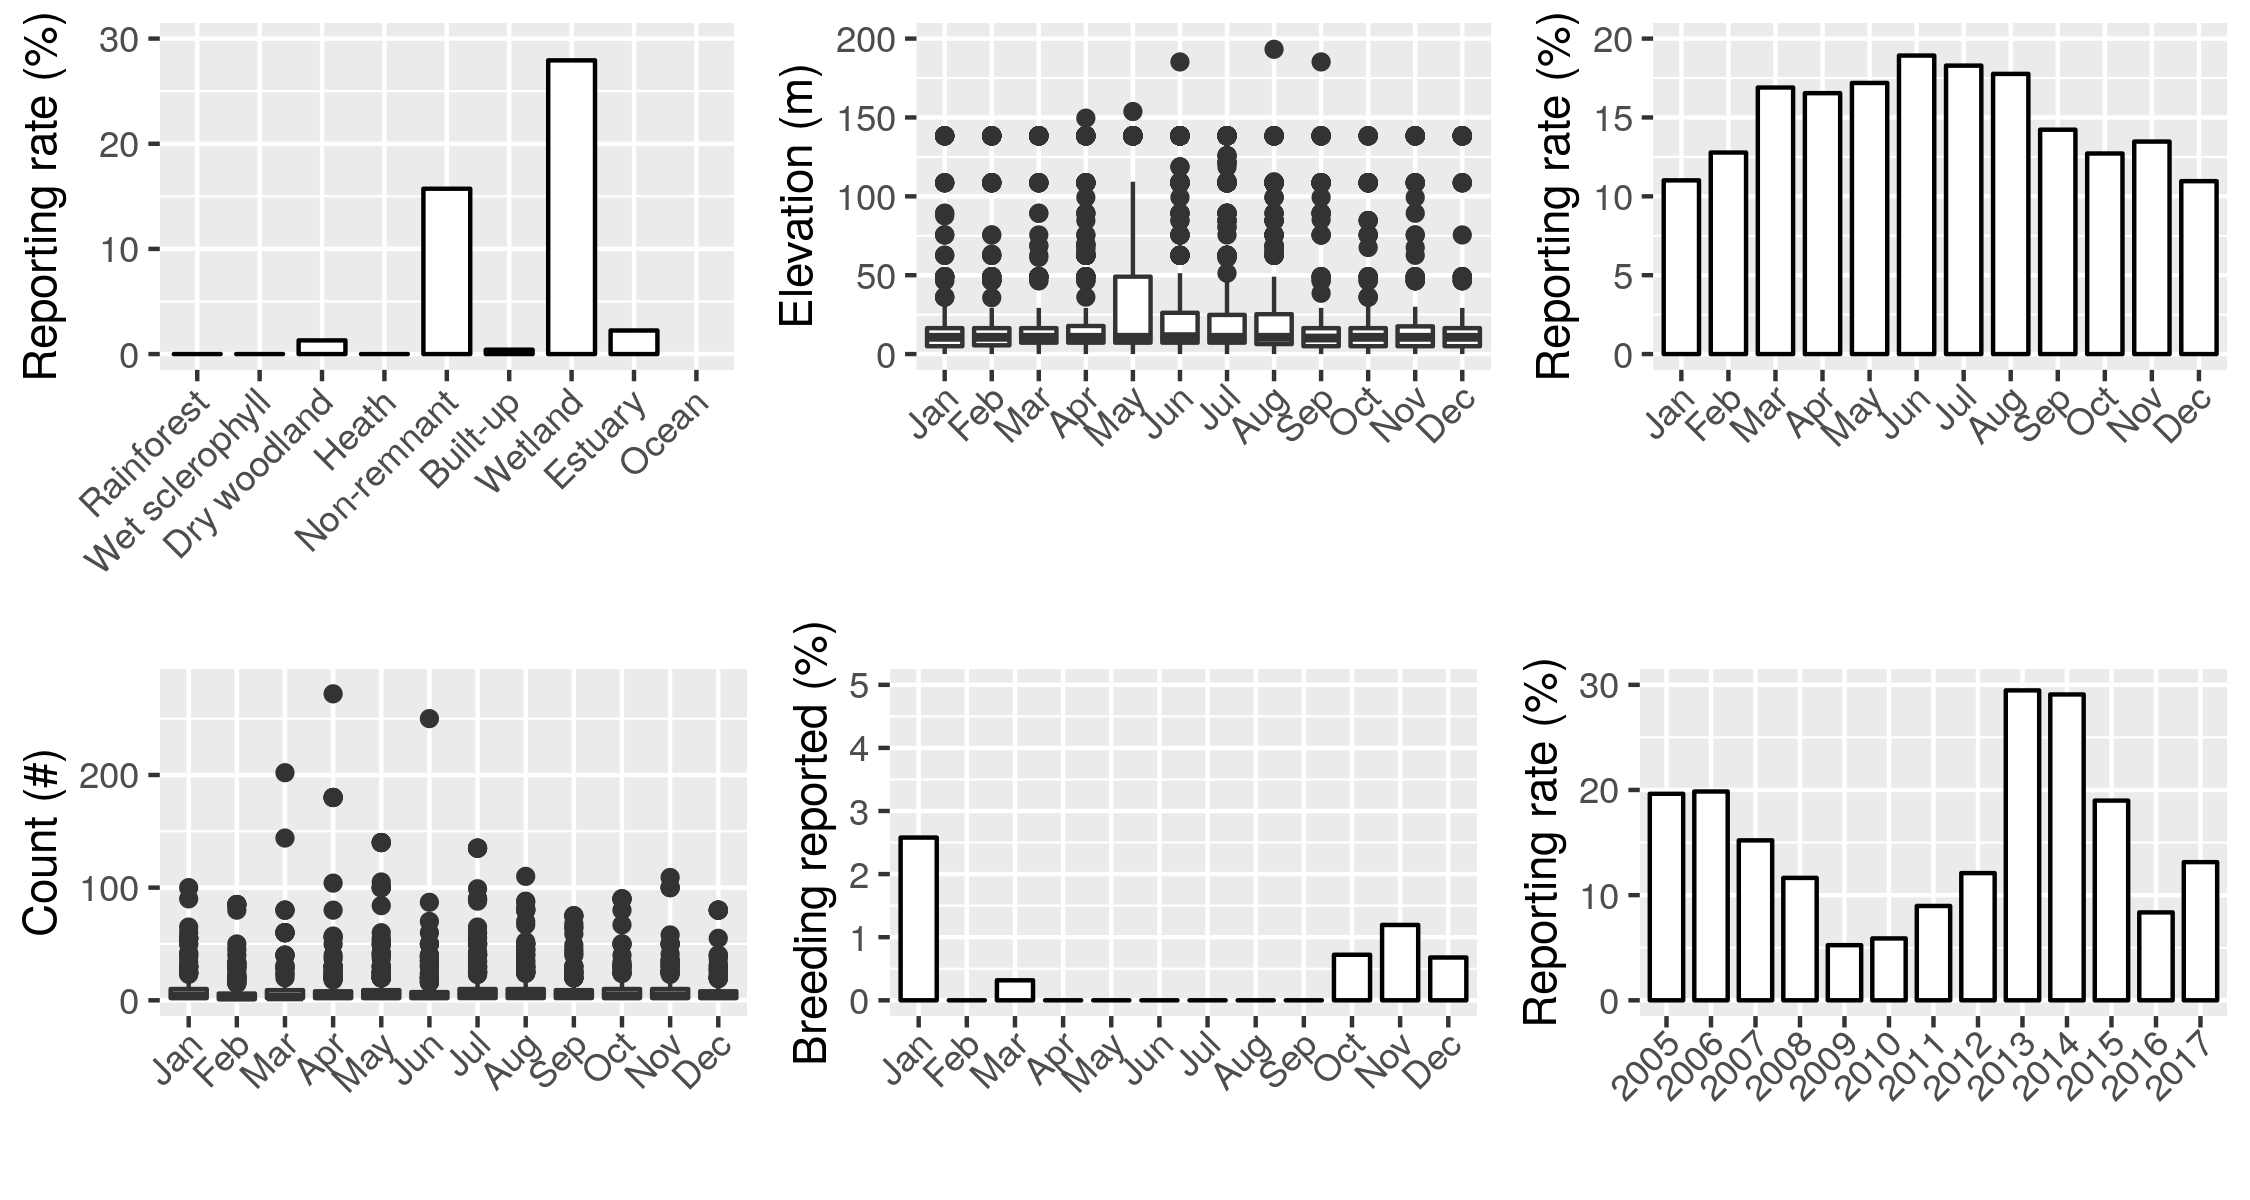 Reporting rate (%)
30
20
10
0
Rainforest
Wet sclerophyll
Dry woodland
Heath
Non-remnant
Built-up
Wetland
Estuary
Ocean
Elevation (m)
200
150
100
50
0
Jan
Feb
Mar
Apr
May
Jun
Jul
Aug
Sep
Oct
Nov
Dec
Reporting rate (%)
20
15
10
5
0
Jan
Feb
Mar
Apr
May
Jun
Jul
Aug
Sep
Oct
Nov
Dec
Count (#)
200
100
0
Jan
Feb
Mar
Apr
May
Jun
Jul
Aug
Sep
Oct
Nov
Dec
Breeding reported (%)
5
4
3
2
1
0
Jan
Feb
Mar
Apr
May
Jun
Jul
Aug
Sep
Oct
Nov
Dec
Reporting rate (%)
30
20
10
0
2005
2006
2007
2008
2009
2010
2011
2012
2013
2014
2015
2016
2017